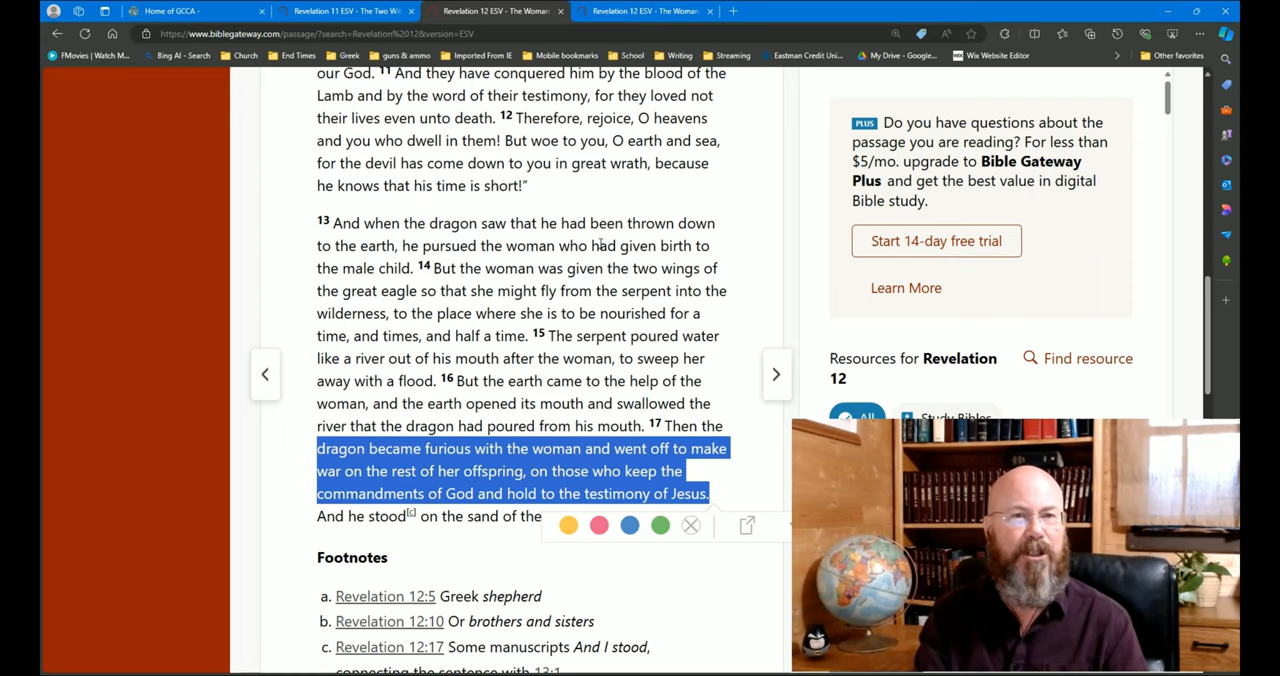 Home of GCCA -
Revelation 11 ESV - The Two Wi
Revelation 12 ESV - The Woman
Revelation 12 ESV - The Woman
https://www.biblegateway.com/passage/?search=Revelation%2012&version=ESV
FMovies | Watch M...
Bing AI - Search
Church
End Times
Greek
guns & ammo
Imported From IE
Mobile bookmarks
School
Writing
Streaming
Eastman Credit Uni...
My Drive - Google...
Wix Website Editor
Other favorites
our God. 11 And they have conquered him by the blood of the
Lamb and by the word of their testimony, for they loved not
their lives even unto death. 12 Therefore, rejoice, O heavens
and you who dwell in them! But woe to you, O earth and sea,
for the devil has come down to you in great wrath, because
he knows that his time is short!”
13 And when the dragon saw that he had been thrown down
to the earth, he pursued the woman who had given birth to
the male child. 14 But the woman was given the two wings of
the great eagle so that she might fly from the serpent into the
wilderness, to the place where she is to be nourished for a
time, and times, and half a time. 15 The serpent poured water
like a river out of his mouth after the woman, to sweep her
away with a flood. 16 But the earth came to the help of the
woman, and the earth opened its mouth and swallowed the
river that the dragon had poured from his mouth. 17 Then the
dragon became furious with the woman and went off to make
war on the rest of her offspring, on those who keep the
commandments of God and hold to the testimony of Jesus.
And he stood[c] on the sand of the
Footnotes
a. Revelation 12:5 Greek shepherd
b. Revelation 12:10 Or brothers and sisters
c. Revelation 12:17 Some manuscripts And I stood,
connecting the sentence with 13:1
PLUS Do you have questions about the
passage you are reading? For less than
$5/mo. upgrade to Bible Gateway
Plus and get the best value in digital
Bible study.
Start 14-day free trial
Learn More
Resources for Revelation
12
Find resource
All
Study Bibles